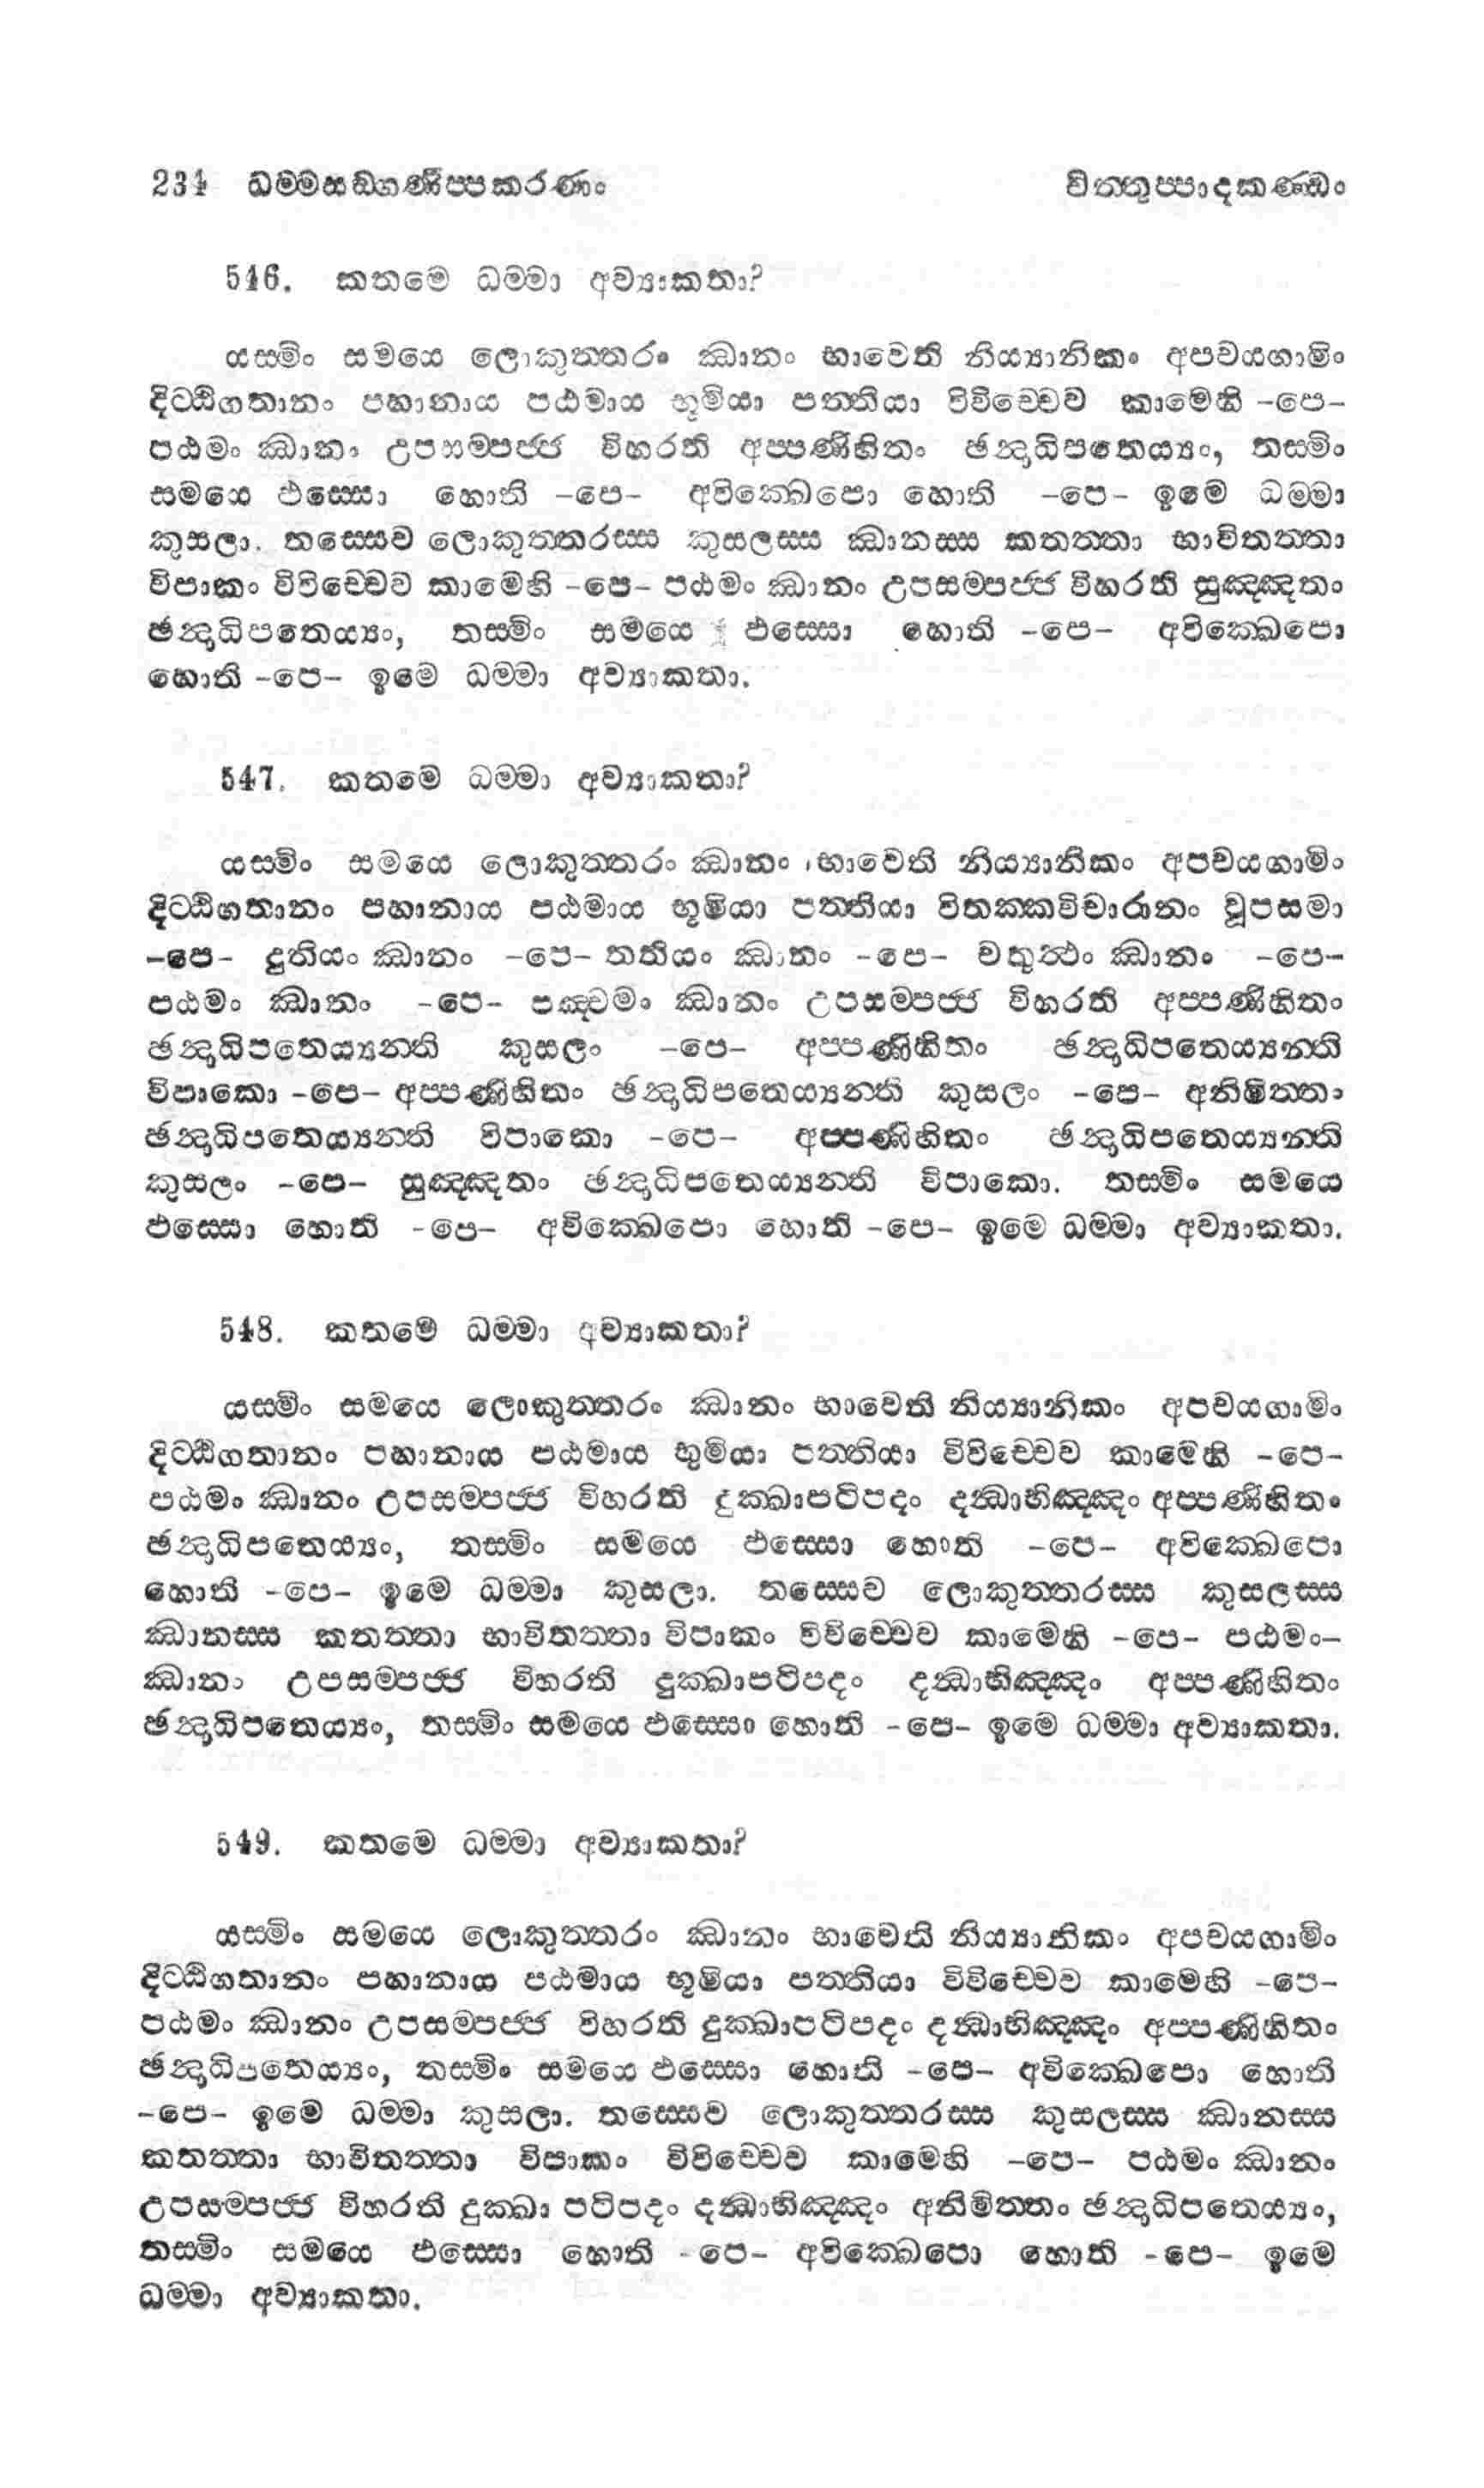 234 ධම්මසඞ්ගණිප්පකරණං චිත්තුප්පාදකණ්ඩං
546. කතමෙ ධම්මා අව්‍යාකතා?
යස්මිං සමයෙ ලොකුත්තරං ඣානං භාවෙති නිය්‍යානිකං අපචයගාමිං
දිට්ඨිගතානං පහානාය පඨමාය භූමියා පත්තියා විවිච්චෙව කාමෙහි -පෙ-
පඨමං ඣානං උපසම්පජ්ජ විහරති අප්පණිහිතං ඡන්දාධිපතෙය්‍යං, තස්මිං
සමයෙ ඵස්සො හොති -පෙ- අවික්ඛෙපො හොති -පෙ- ඉමෙ ධම්මා
කුසලා. තස්සෙව ලොකුත්තරස්ස කුසලස්ස ඣානස්ස කතත්තා භාවිතත්තා
විපාකං විවිච්චෙව කාමෙහි -පෙ- පඨමං ඣානං උපසම්පජ්ජ විහරති සුඤ්ඤතං
ඡන්දාධිපතෙය්‍යං, තස්මිං සමයෙ ඵස්සො හොති -පෙ- අවික්ඛෙපො
හොති -පෙ- ඉමෙ ධම්මා අව්‍යාකතා.
547. කතමෙ ධම්මා අව්‍යාකතා?
යස්මිං සමයෙ ලොකුත්තරං ඣානං භාවෙති නිය්‍යානිකං අපචයගාමිං
දිට්ඨිගතානං පහානාය පඨමාය භූමියා පත්තියා විතක්කවිචාරානං වූපසමා
-පෙ- දුතියං ඣානං -පෙ- තතියං ඣානං -පෙ- චතුත්ථං ඣානං -පෙ-
පඨමං ඣානං -පෙ- පඤ්චමං ඣානං උපසම්පජ්ජ විහරති අප්පණිහිතං
ඡන්දාධිපතෙය්‍යන්ති කුසලං -පෙ- අප්පණිහිතං ඡන්දාධිපතෙය්‍යන්ති
විපාකො -පෙ- අප්පණිහිතං ඡන්දාධිපතෙය්‍යන්ති කුසලං -පෙ- අනිමිත්තං
ඡන්දාධිපතෙය්‍යන්ති විපාකො -පෙ- අප්පණිහිතං ඡන්දාධිපතෙය්‍යන්ති
කුසලං -පෙ- සුඤ්ඤතං ඡන්දාධිපතෙය්‍යන්ති විපාකො. තස්මිං සමයෙ
ඵස්සො හොති -පෙ- අවික්ඛෙපො හොති -පෙ- ඉමෙ ධම්මා අව්‍යාකතා.
548. කතමෙ ධම්මා අව්‍යාකතා?
යස්මිං සමයෙ ලොකුත්තරං ඣානං භාවෙති නිය්‍යානිකං අපචයගාමිං
දිට්ඨිගතානං පහානාය පඨමාය භුමියා පත්තියා විවිච්චෙව කාමෙහි -පෙ-
පඨමං ඣානං උපසම්පජ්ජ විහරති දුක්ඛාපටිපදං දන්ධාභිඤ්ඤං අප්පණිහිතං
ඡන්දාධිපතෙය්‍යං, තස්මිං සමයෙ ඵස්සො හොති -පෙ- අවික්ඛෙපො
හොති -පෙ- ඉමෙ ධම්මා කුසලා. තස්සෙව ලොකුත්තරස්ස කුසලස්ස
ඣානස්ස කතත්තා භාවිතත්තා විපාකං විවිච්චෙව කාමෙහි -පෙ- පඨමං-
ඣානං උපසම්පජ්ජ විහරති දුක්ඛාපටිපදං දන්ධාභිඤ්ඤං අප්පණිහිතං
ඡන්දාධිපතෙය්‍යං, තස්මිං සමයෙ ඵස්සො හොති -පෙ- ඉමෙ ධම්මා අව්‍යාකතා.
549. කතමෙ ධම්මා අව්‍යාකතා?
යස්මිං සමයෙ ලොකුත්තරං ඣානං භාවෙති නිය්‍යානිකං අපචයගාමිං
දිට්ඨිගතානං පහානාය පඨමාය භූමියා පත්තියා විවිච්චෙව කාමෙහි -පෙ-
පඨමං ඣානං උපසම්පජ්ජ විහරති දුක්ඛාපටිපදං දන්ධාභිඤ්ඤං අප්පණිහිතං
ඡන්දාධිපතෙය්‍යං, තස්මිං සමයෙ ඵස්සො හොති -පෙ- අවික්ඛෙපො හොති
-පෙ- ඉමෙ ධම්මා කුසලා. තස්සෙව ලොකුත්තරස්ස කුසලස්ස ඣානස්ස
කතත්තා භාවිතත්තා විපාකං විවිච්චෙව කාමෙහි -පෙ- පඨමං ඣානං
උපසම්පජ්ජ විහරති දුක්ඛා පටිපදං දන්ධාභිඤ්ඤං අනිමිත්තං ඡන්දාධිපතෙය්‍යං,
තස්මිං සමයෙ ඵස්සො හොති -පෙ- අවික්ඛෙපො හොති -පෙ- ඉමෙ
ධම්මා අව්‍යාකතා.